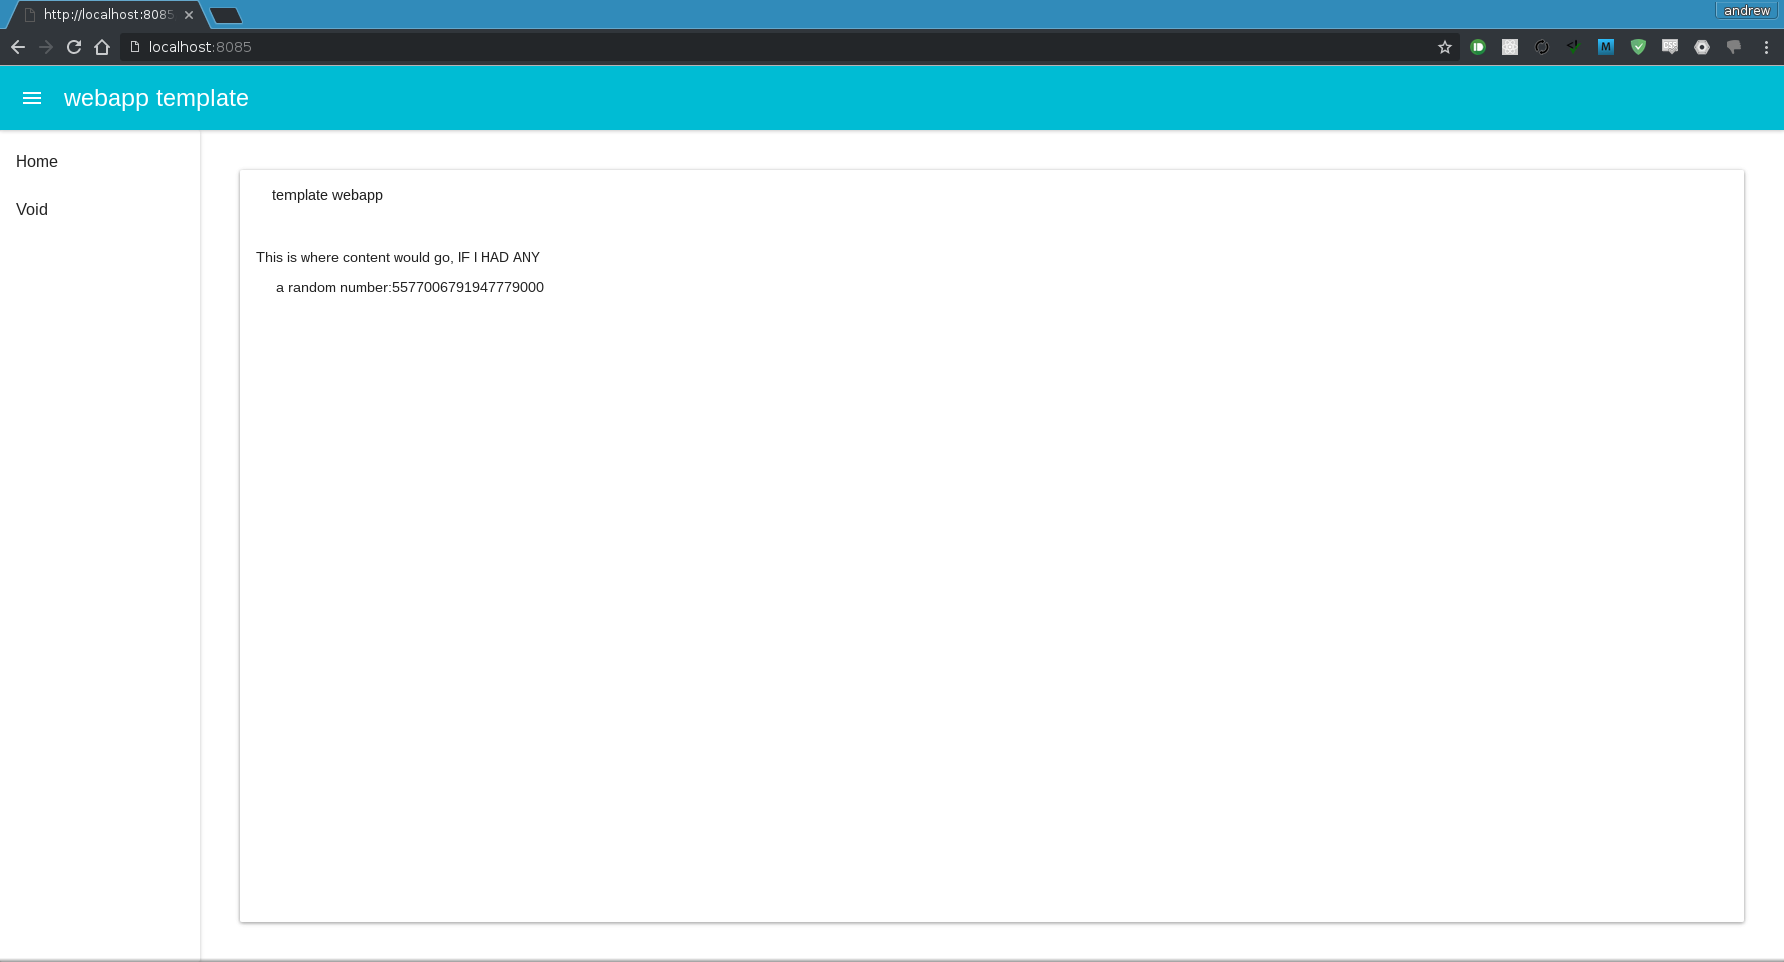 http://localhost:8085
andrew
localhost:8085
M
CSS
webapp template
Home
Void
template webapp
This is where content would go, IF I HAD ANY
a random number:5577006791947779000